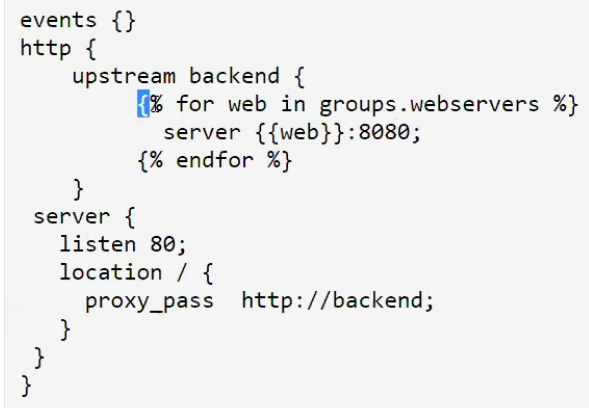 events {}
http {
    upstream backend {
         {% for web in groups.webservers %}
           server {{web}}:8080;
         {% endfor %}
    }
 server {
   listen 80;
   location / {
     proxy_pass  http://backend;
   }
 }
}